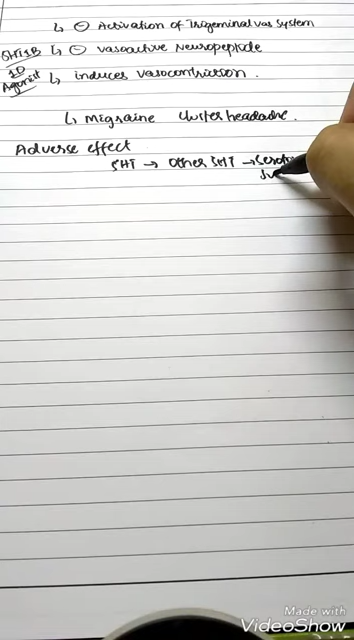 ↳ ⊖ Activation of Trigeminal Vas System
5HT1B ↳ ⊖ vasoactive Neuropeptide
1D
Agonist ↳ induces vasocontriction.
↳ Migraine Cluster headache.
Adverse effect
5HT → Other 5HT →
Made with
VideoShow